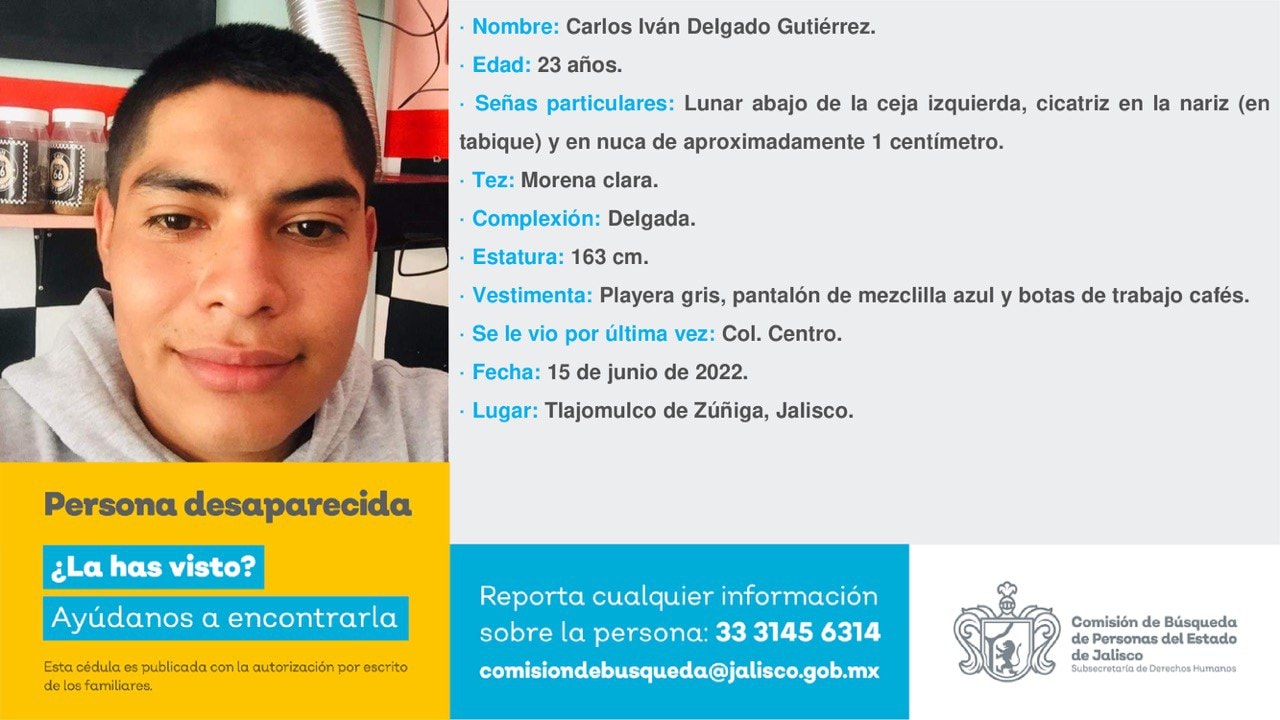 · Nombre: Carlos Iván Delgado Gutiérrez.
· Edad: 23 años.
· Señas particulares: Lunar abajo de la ceja izquierda, cicatriz en la nariz (en
tabique) y en nuca de aproximadamente 1 centímetro.
· Tez: Morena clara.
· Complexión: Delgada.
· Estatura: 163 cm.
· Vestimenta: Playera gris, pantalón de mezclilla azul y botas de trabajo cafés.
· Se le vio por última vez: Col. Centro.
· Fecha: 15 de junio de 2022.
· Lugar: Tlajomulco de Zúñiga, Jalisco.
Persona desaparecida
¿La has visto?
Ayúdanos a encontrarla
Esta cédula es publicada con la autorización por escrito
de los familiares.
Reporta cualquier información
sobre la persona: 33 3145 6314
comisiondebusqueda@jalisco.gob.mx
Comisión de Búsqueda
de Personas del Estado
de Jalisco
Subsecretaría de Derechos Humanos